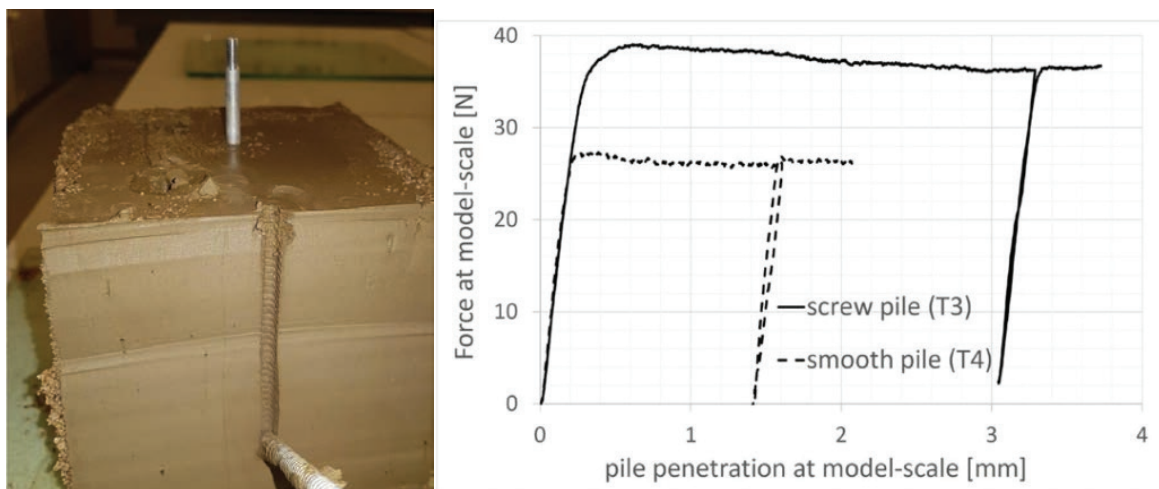 Force at model-scale [N]
40
30
20
10
0
screw pile (T3)
smooth pile (T4)
0 1 2 3 4
pile penetration at model-scale [mm]